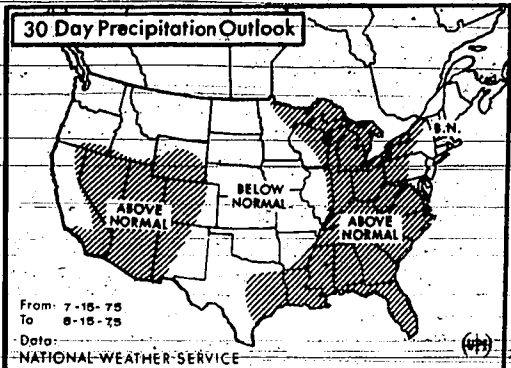 30 Day Precipitation Outlook
B.N.
BELOW
NORMAL
ABOVE
NORMAL
ABOVE
NORMAL
From: 7-15-75
To 8-15-75
Data:
NATIONAL WEATHER SERVICE
UPI